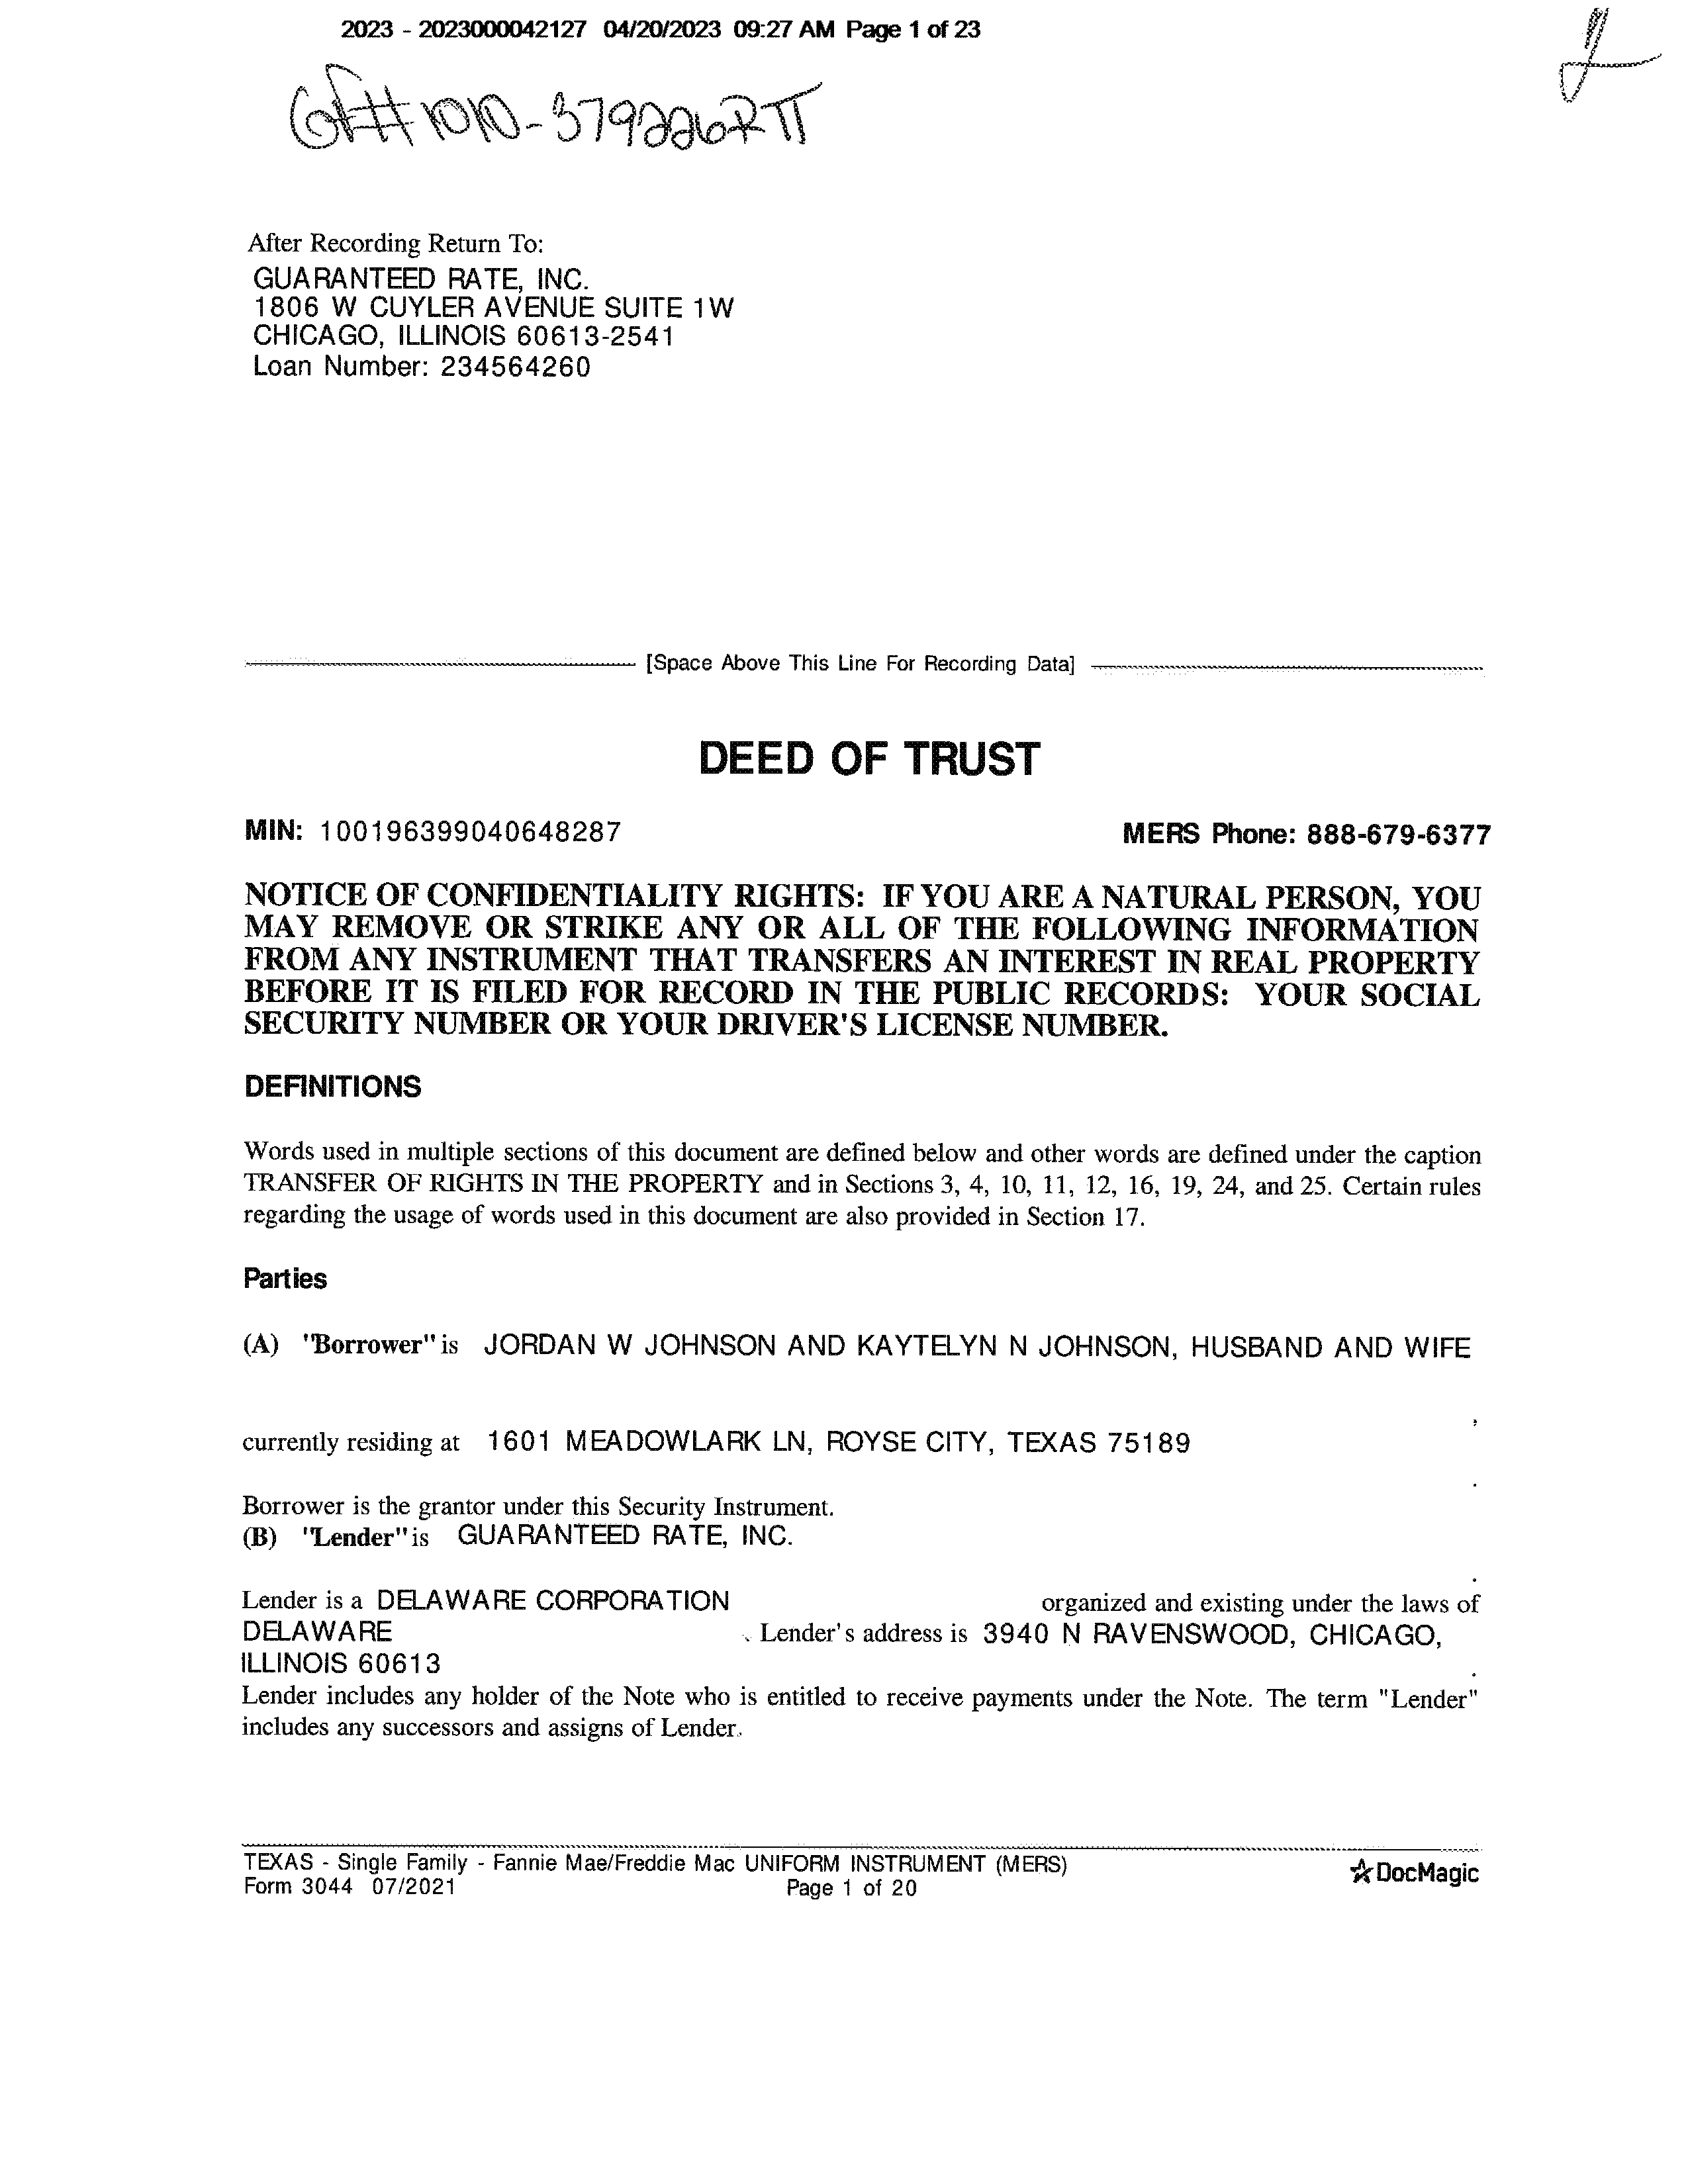 2023 - 2023000042127 04/20/2023 09:27 AM Page 1 of 23
After Recording Return To:
GUARANTEED RATE, INC.
1806 W CUYLER AVENUE SUITE 1W
CHICAGO, ILLINOIS 60613-2541
Loan Number: 234564260
[Space Above This Line For Recording Data]
DEED OF TRUST
MIN: 100196399040648287 MERS Phone: 888-679-6377
NOTICE OF CONFIDENTIALITY RIGHTS: IF YOU ARE A NATURAL PERSON, YOU
MAY REMOVE OR STRIKE ANY OR ALL OF THE FOLLOWING INFORMATION
FROM ANY INSTRUMENT THAT TRANSFERS AN INTEREST IN REAL PROPERTY
BEFORE IT IS FILED FOR RECORD IN THE PUBLIC RECORDS: YOUR SOCIAL
SECURITY NUMBER OR YOUR DRIVER'S LICENSE NUMBER.
DEFINITIONS
Words used in multiple sections of this document are defined below and other words are defined under the caption
TRANSFER OF RIGHTS IN THE PROPERTY and in Sections 3, 4, 10, 11, 12, 16, 19, 24, and 25. Certain rules
regarding the usage of words used in this document are also provided in Section 17.
Parties
(A) "Borrower" is JORDAN W JOHNSON AND KAYTELYN N JOHNSON, HUSBAND AND WIFE
,
currently residing at 1601 MEADOWLARK LN, ROYSE CITY, TEXAS 75189
.
Borrower is the grantor under this Security Instrument.
(B) "Lender" is GUARANTEED RATE, INC.
.
Lender is a DELAWARE CORPORATION organized and existing under the laws of
DELAWARE . Lender's address is 3940 N RAVENSWOOD, CHICAGO,
ILLINOIS 60613 .
Lender includes any holder of the Note who is entitled to receive payments under the Note. The term "Lender"
includes any successors and assigns of Lender.
TEXAS - Single Family - Fannie Mae/Freddie Mac UNIFORM INSTRUMENT (MERS)
Form 3044 07/2021 Page 1 of 20 DocMagic